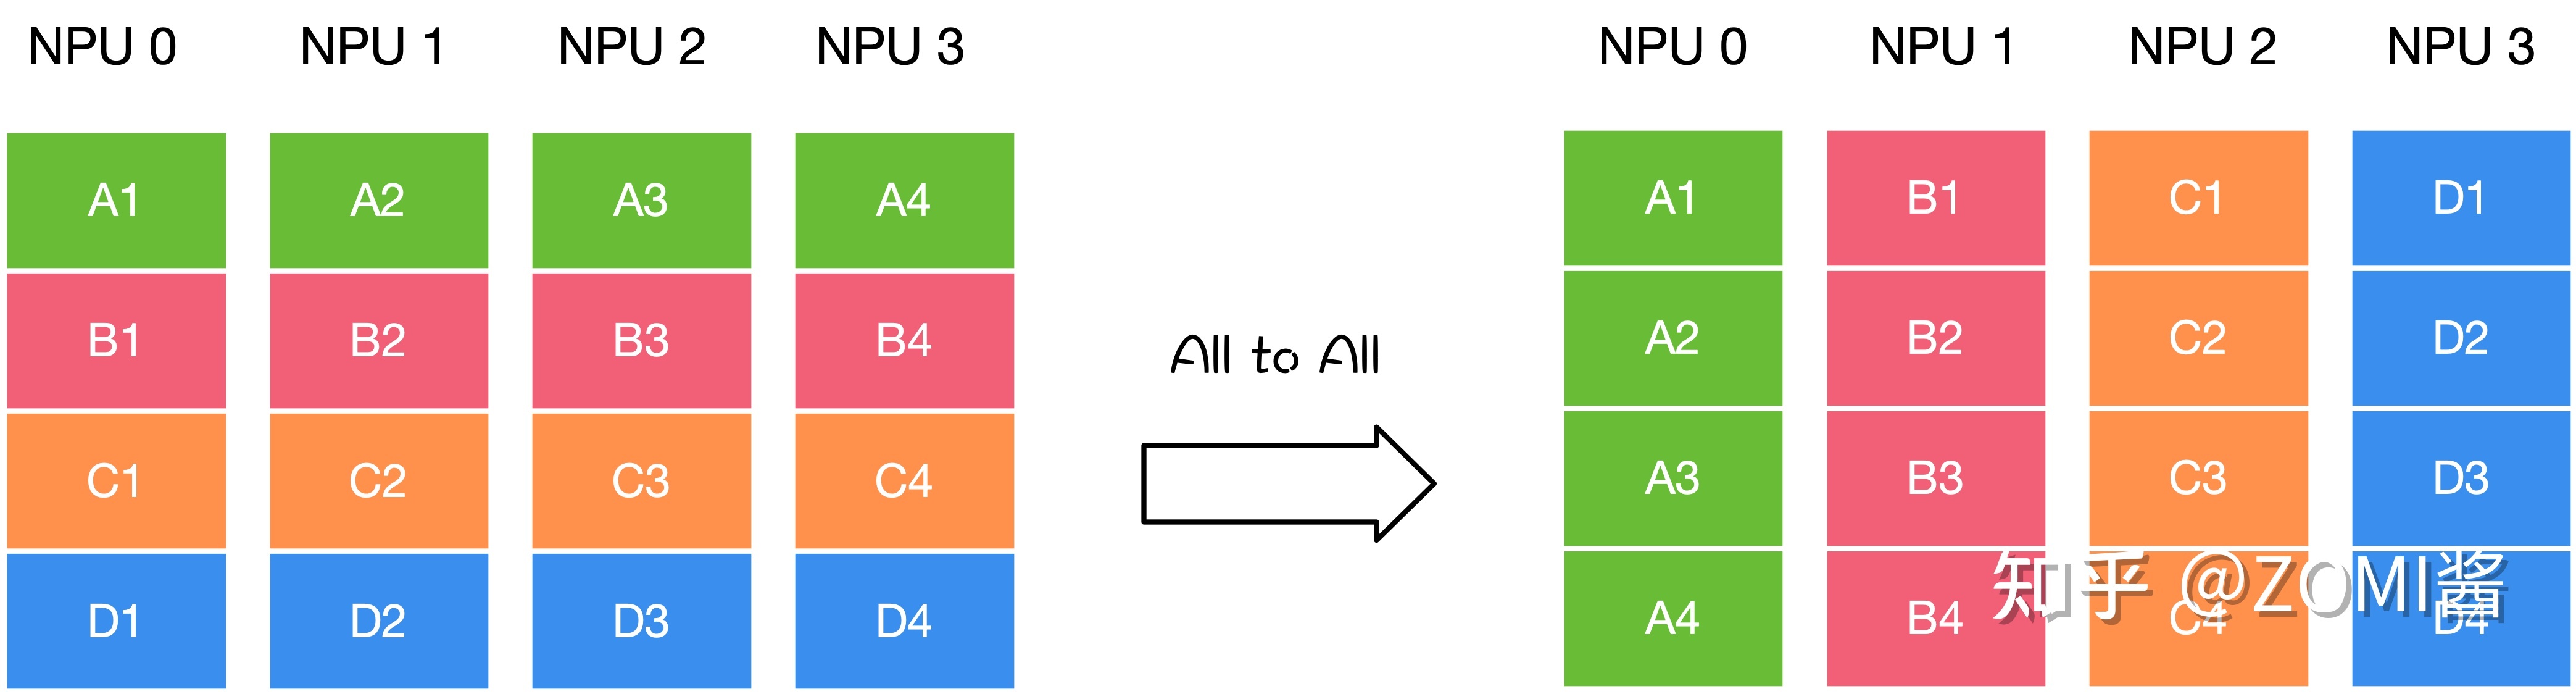 NPU 0 NPU 1 NPU 2 NPU 3 NPU 0 NPU 1 NPU 2 NPU 3
A1 A2 A3 A4 A1 B1 C1 D1
B1 B2 B3 B4 A2 B2 C2 D2
All to All
C1 C2 C3 C4 A3 B3 C3 D3
D1 D2 D3 D4 A4 B4 C4 D4
知乎 @ZOMI酱